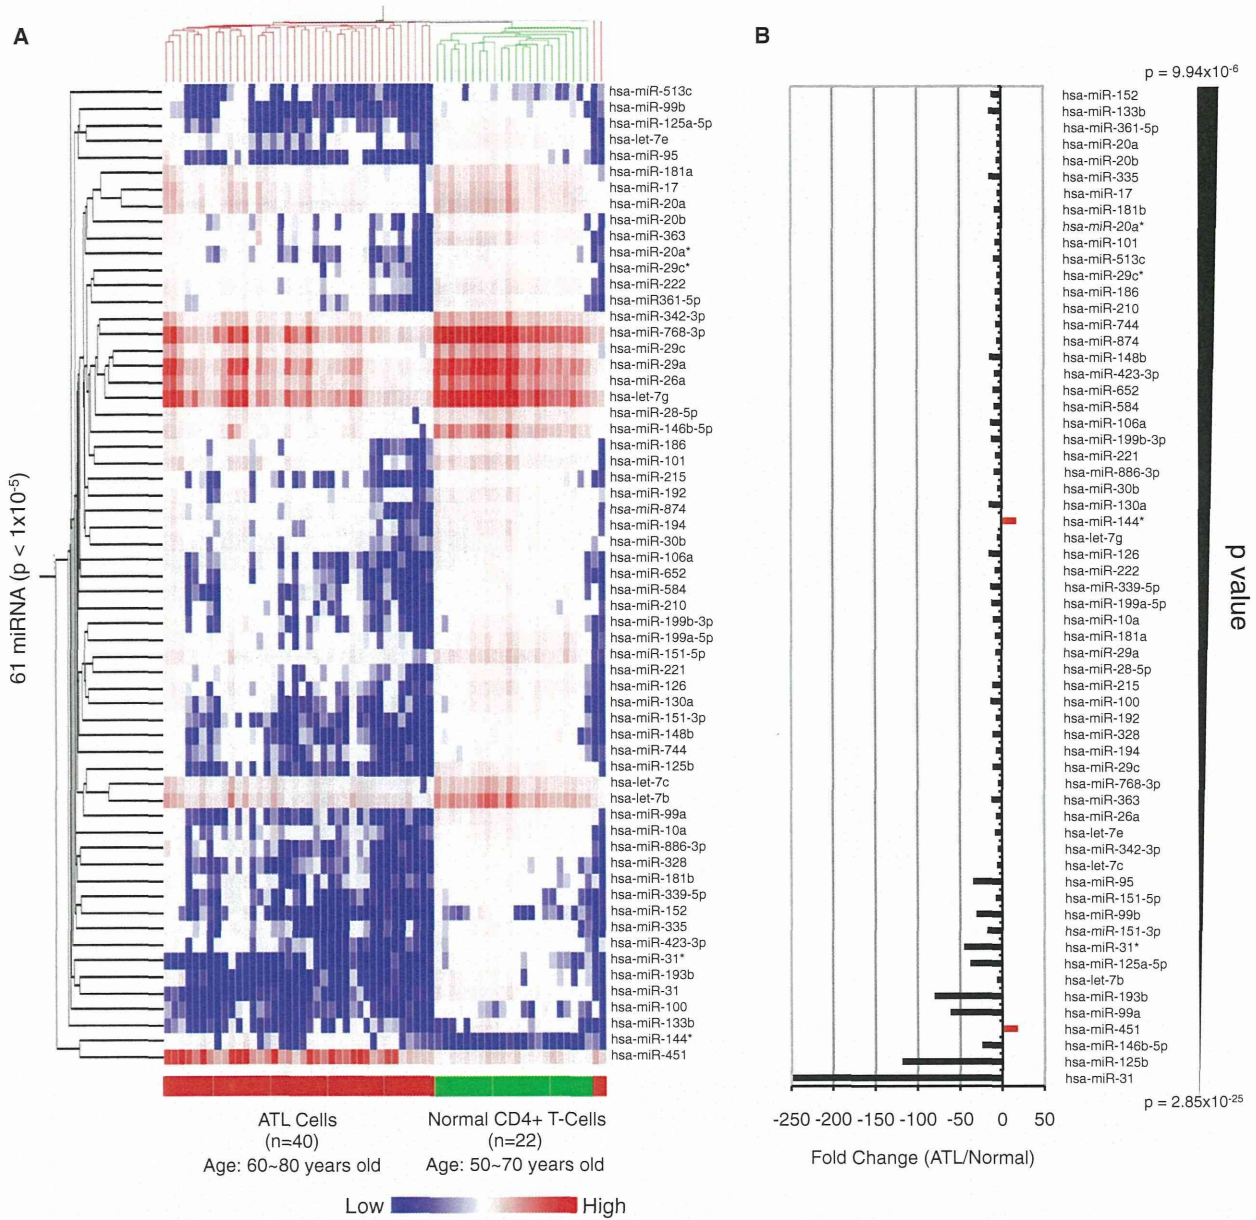 A
hsa-miR-513c
hsa-miR-99b
hsa-miR-125a-5p
hsa-let-7e
hsa-miR-95
hsa-miR-181a
hsa-miR-17
hsa-miR-20a
hsa-miR-20b
hsa-miR-363
hsa-miR-20a*
hsa-miR-29c*
hsa-miR-222
hsa-miR361-5p
hsa-miR-342-3p
hsa-miR-768-3p
hsa-miR-29c
hsa-miR-29a
hsa-miR-26a
hsa-let-7g
hsa-miR-28-5p
hsa-miR-146b-5p
hsa-miR-186
hsa-miR-101
hsa-miR-215
hsa-miR-192
hsa-miR-874
hsa-miR-194
hsa-miR-30b
hsa-miR-106a
hsa-miR-652
hsa-miR-584
hsa-miR-210
hsa-miR-199b-3p
hsa-miR-199a-5p
hsa-miR-151-5p
hsa-miR-221
hsa-miR-126
hsa-miR-130a
hsa-miR-151-3p
hsa-miR-148b
hsa-miR-744
hsa-miR-125b
hsa-let-7c
hsa-let-7b
hsa-miR-99a
hsa-miR-10a
hsa-miR-886-3p
hsa-miR-328
hsa-miR-181b
hsa-miR-339-5p
hsa-miR-152
hsa-miR-335
hsa-miR-423-3p
hsa-miR-31*
hsa-miR-193b
hsa-miR-31
hsa-miR-100
hsa-miR-133b
hsa-miR-144*
hsa-miR-451
61 miRNA (p < 1x10-5)
ATL Cells
(n=40)
Age: 60~80 years old
Normal CD4+ T-Cells
(n=22)
Age: 50~70 years old
Low
High
B
p = 9.94x10-6
hsa-miR-152
hsa-miR-133b
hsa-miR-361-5p
hsa-miR-20a
hsa-miR-20b
hsa-miR-335
hsa-miR-17
hsa-miR-181b
hsa-miR-20a*
hsa-miR-101
hsa-miR-513c
hsa-miR-29c*
hsa-miR-186
hsa-miR-210
hsa-miR-744
hsa-miR-874
hsa-miR-148b
hsa-miR-423-3p
hsa-miR-652
hsa-miR-584
hsa-miR-106a
hsa-miR-199b-3p
hsa-miR-221
hsa-miR-886-3p
hsa-miR-30b
hsa-miR-130a
hsa-miR-144*
hsa-let-7g
hsa-miR-126
hsa-miR-222
hsa-miR-339-5p
hsa-miR-199a-5p
hsa-miR-10a
hsa-miR-181a
hsa-miR-29a
hsa-miR-28-5p
hsa-miR-215
hsa-miR-100
hsa-miR-192
hsa-miR-328
hsa-miR-194
hsa-miR-29c
hsa-miR-768-3p
hsa-miR-363
hsa-miR-26a
hsa-let-7e
hsa-miR-342-3p
hsa-let-7c
hsa-miR-95
hsa-miR-151-5p
hsa-miR-99b
hsa-miR-151-3p
hsa-miR-31*
hsa-miR-125a-5p
hsa-let-7b
hsa-miR-193b
hsa-miR-99a
hsa-miR-451
hsa-miR-146b-5p
hsa-miR-125b
hsa-miR-31
p value
p = 2.85x10-25
-250 -200 -150 -100 -50 0 50
Fold Change (ATL/Normal)